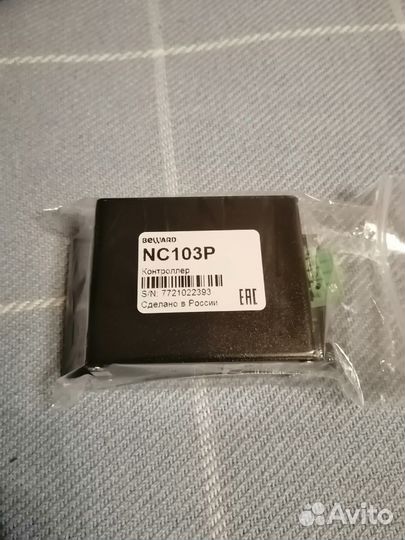 BEWARD
NC103P
Контроллер
S/N: 7721022393
Сделано в России
EAC
Avito